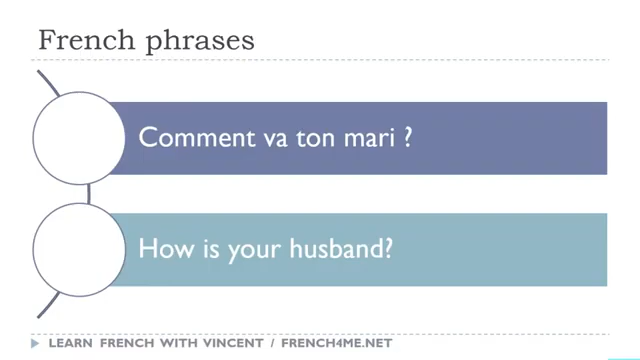 French phrases
Comment va ton mari ?
How is your husband?
LEARN FRENCH WITH VINCENT / FRENCH4ME.NET